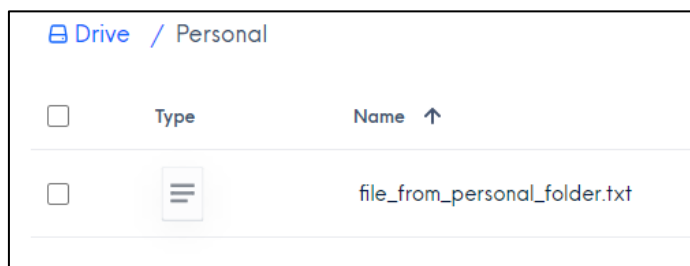 Drive / Personal
Type Name ↑
file_from_personal_folder.txt